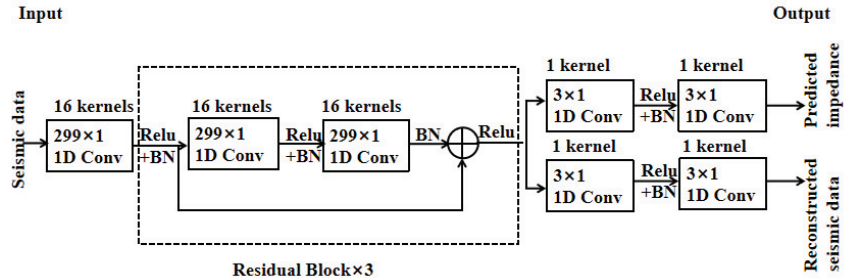 Input
Output
Seismic data
16 kernels
299×1
1D Conv
Relu
+BN
16 kernels
299×1
1D Conv
Relu
+BN
16 kernels
299×1
1D Conv
BN
Relu
Residual Block×3
1 kernel
3×1
1D Conv
Relu
+BN
1 kernel
3×1
1D Conv
Predicted
impedance
1 kernel
3×1
1D Conv
Relu
+BN
1 kernel
3×1
1D Conv
Reconstructed
seismic data